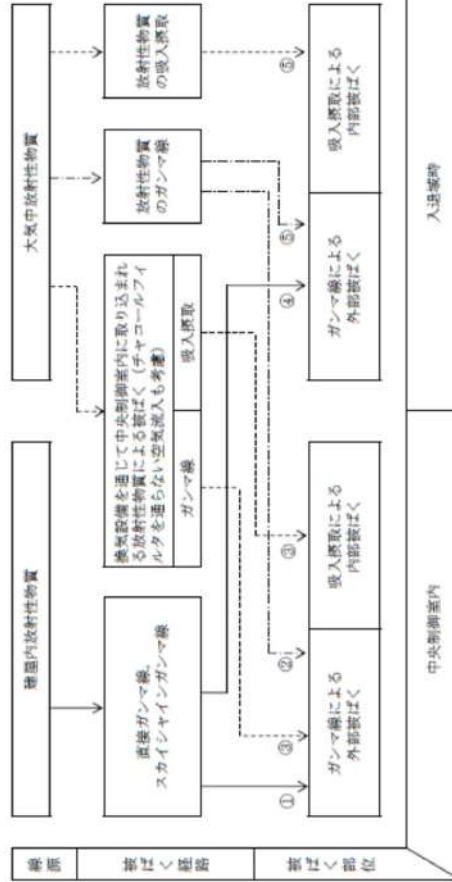 線源
建屋内放射性物質
大気中放射性物質
被ばく経路
直接ガンマ線、
スカイシャインガンマ線
換気設備を通じて中央制御室内に取り込まれ
る放射性物質による被ばく（チャコールフィ
ルタを通らない空気流入も考慮）
ガンマ線
吸入摂取
放射性物質
のガンマ線
放射性物質
の吸入摂取
①
③
②
③
④
⑤
⑤
被ばく部位
ガンマ線による
外部被ばく
吸入摂取による
内部被ばく
ガンマ線による
外部被ばく
吸入摂取による
内部被ばく
中央制御室内
入退域時